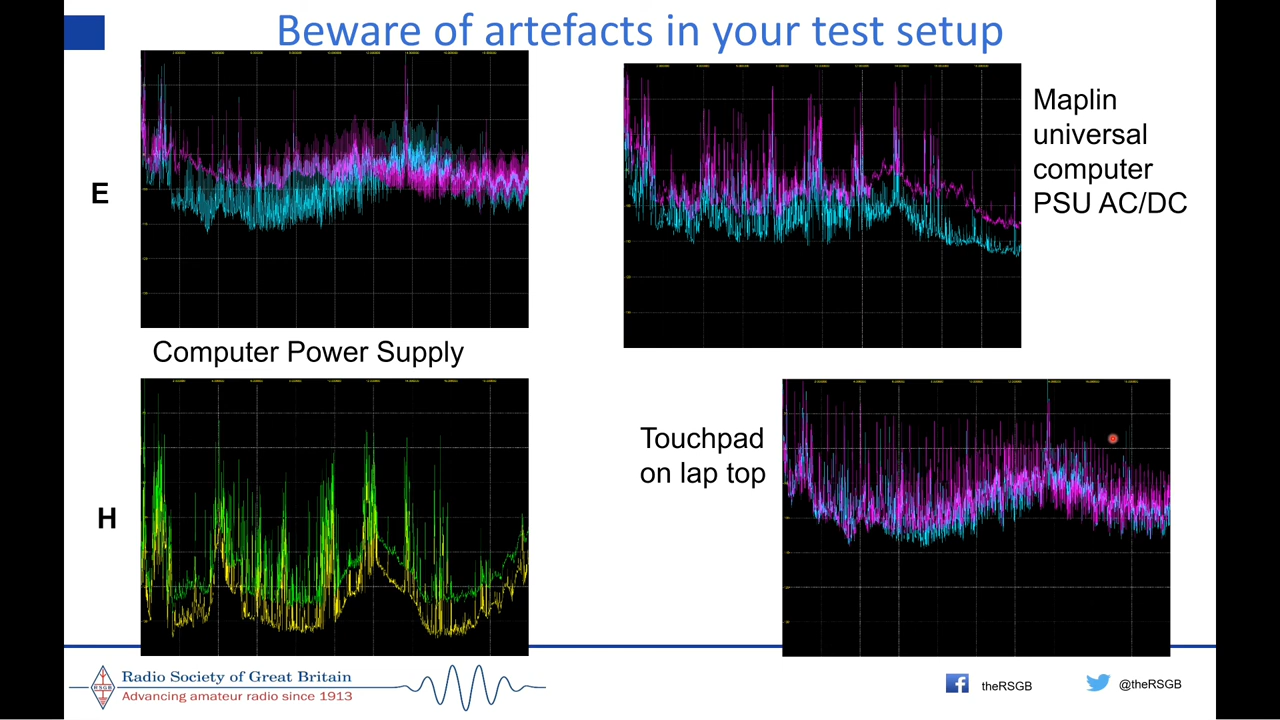 Beware of artefacts in your test setup
E
Maplin
universal
computer
PSU AC/DC
Computer Power Supply
H
Touchpad
on lap top
RSGB
Radio Society of Great Britain
Advancing amateur radio since 1913
theRSGB
@theRSGB